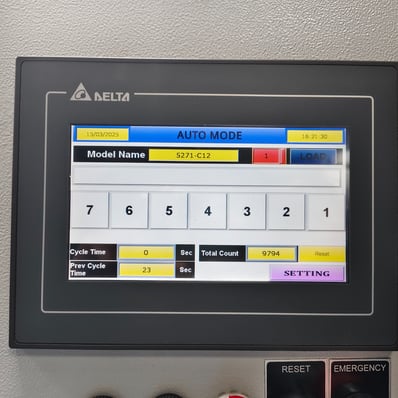 DELTA
13/03/2025 AUTO MODE 16:21:30
Model Name 5271-C12 1 LOAD
7 6 5 4 3 2 1
Cycle Time 0 Sec Total Count 9794 Reset
Prev Cycle Time 23 Sec
SETTING
RESET EMERGENCY